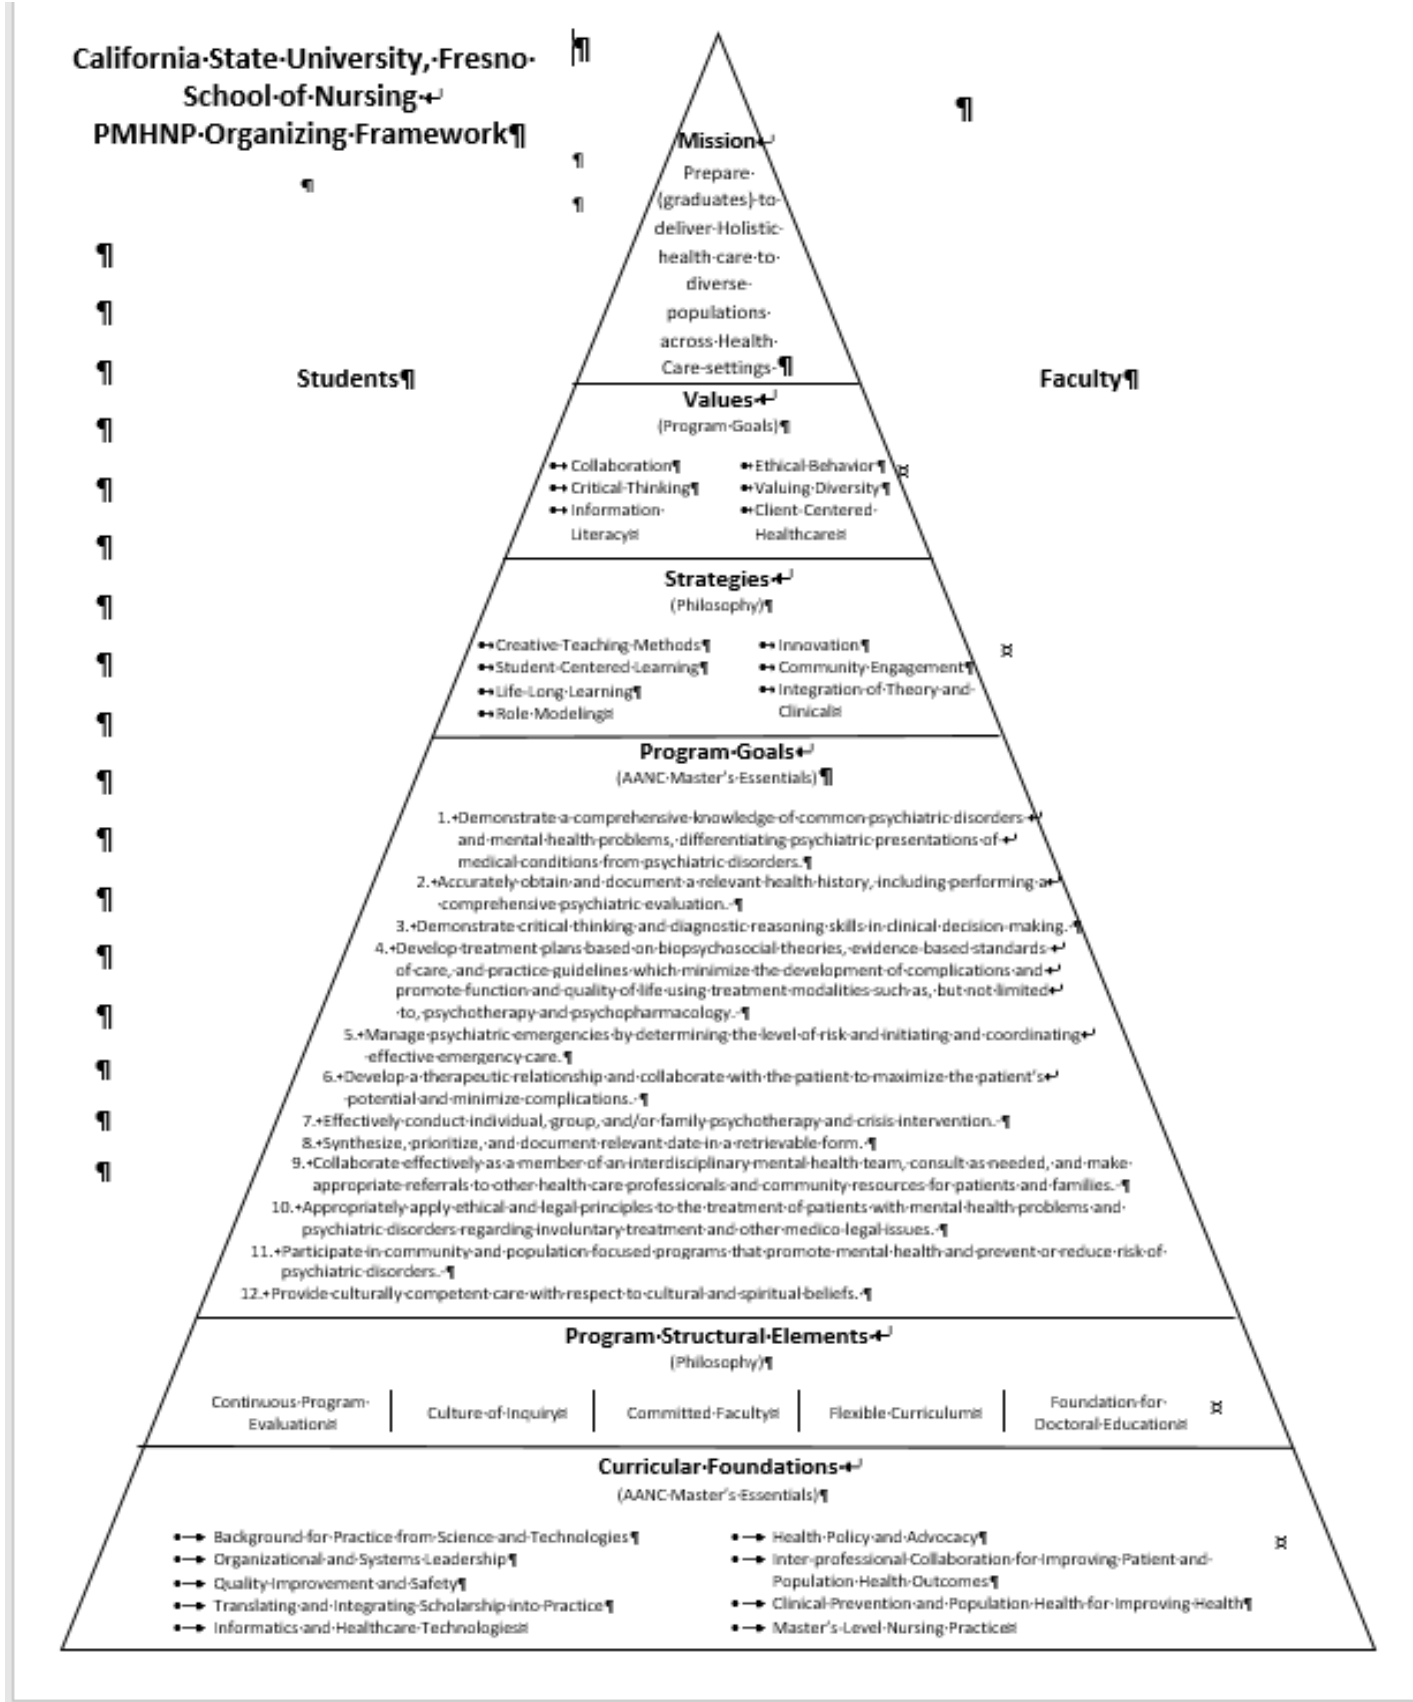 California State University, Fresno
School of Nursing
PMHNP Organizing Framework
Mission
Prepare
(graduates) to
deliver Holistic
health care to
diverse
populations
across Health
Care settings
Students
Faculty
Values
(Program Goals)
Collaboration
Critical Thinking
Information
Literacy
Ethical Behavior
Valuing Diversity
Client-Centered
Healthcare
Strategies
(Philosophy)
Creative Teaching Methods
Student-Centered Learning
Life-Long Learning
Role Modeling
Innovation
Community Engagement
Integration of Theory and
Clinical
Program Goals
(AANC Master's Essentials)
1. Demonstrate a comprehensive knowledge of common psychiatric disorders
and mental health problems, differentiating psychiatric presentations of
medical conditions from psychiatric disorders.
2. Accurately obtain and document a relevant health history, including performing a
comprehensive psychiatric evaluation.
3. Demonstrate critical thinking and diagnostic reasoning skills in clinical decision-making.
4. Develop treatment plans based on biopsychosocial theories, evidence-based standards
of care, and practice guidelines which minimize the development of complications and
promote function and quality of life using treatment modalities such as, but not limited
to, psychotherapy and psychopharmacology.
5. Manage psychiatric emergencies by determining the level of risk and initiating and coordinating
effective emergency care.
6. Develop a therapeutic relationship and collaborate with the patient to maximize the patient's
potential and minimize complications.
7. Effectively conduct individual, group, and/or family psychotherapy and crisis intervention.
8. Synthesize, prioritize, and document relevant date in a retrievable form.
9. Collaborate effectively as a member of an interdisciplinary mental health team, consult as needed, and make
appropriate referrals to other health care professionals and community resources for patients and families.
10. Appropriately apply ethical and legal principles to the treatment of patients with mental health problems and
psychiatric disorders regarding involuntary treatment and other medico-legal issues.
11. Participate in community and population-focused programs that promote mental health and prevent or reduce risk of
psychiatric disorders.
12. Provide culturally competent care with respect to cultural and spiritual beliefs.
Program Structural Elements
(Philosophy)
Continuous Program
Evaluation
Culture of Inquiry
Committed Faculty
Flexible Curriculum
Foundation for
Doctoral Education
Curricular Foundations
(AANC Master's Essentials)
Background for Practice from Science and Technologies
Organizational and Systems Leadership
Quality Improvement and Safety
Translating and Integrating Scholarship into Practice
Informatics and Healthcare Technologies
Health Policy and Advocacy
Inter-professional Collaboration for Improving Patient and
Population Health Outcomes
Clinical Prevention and Population Health for Improving Health
Master's-Level Nursing Practice